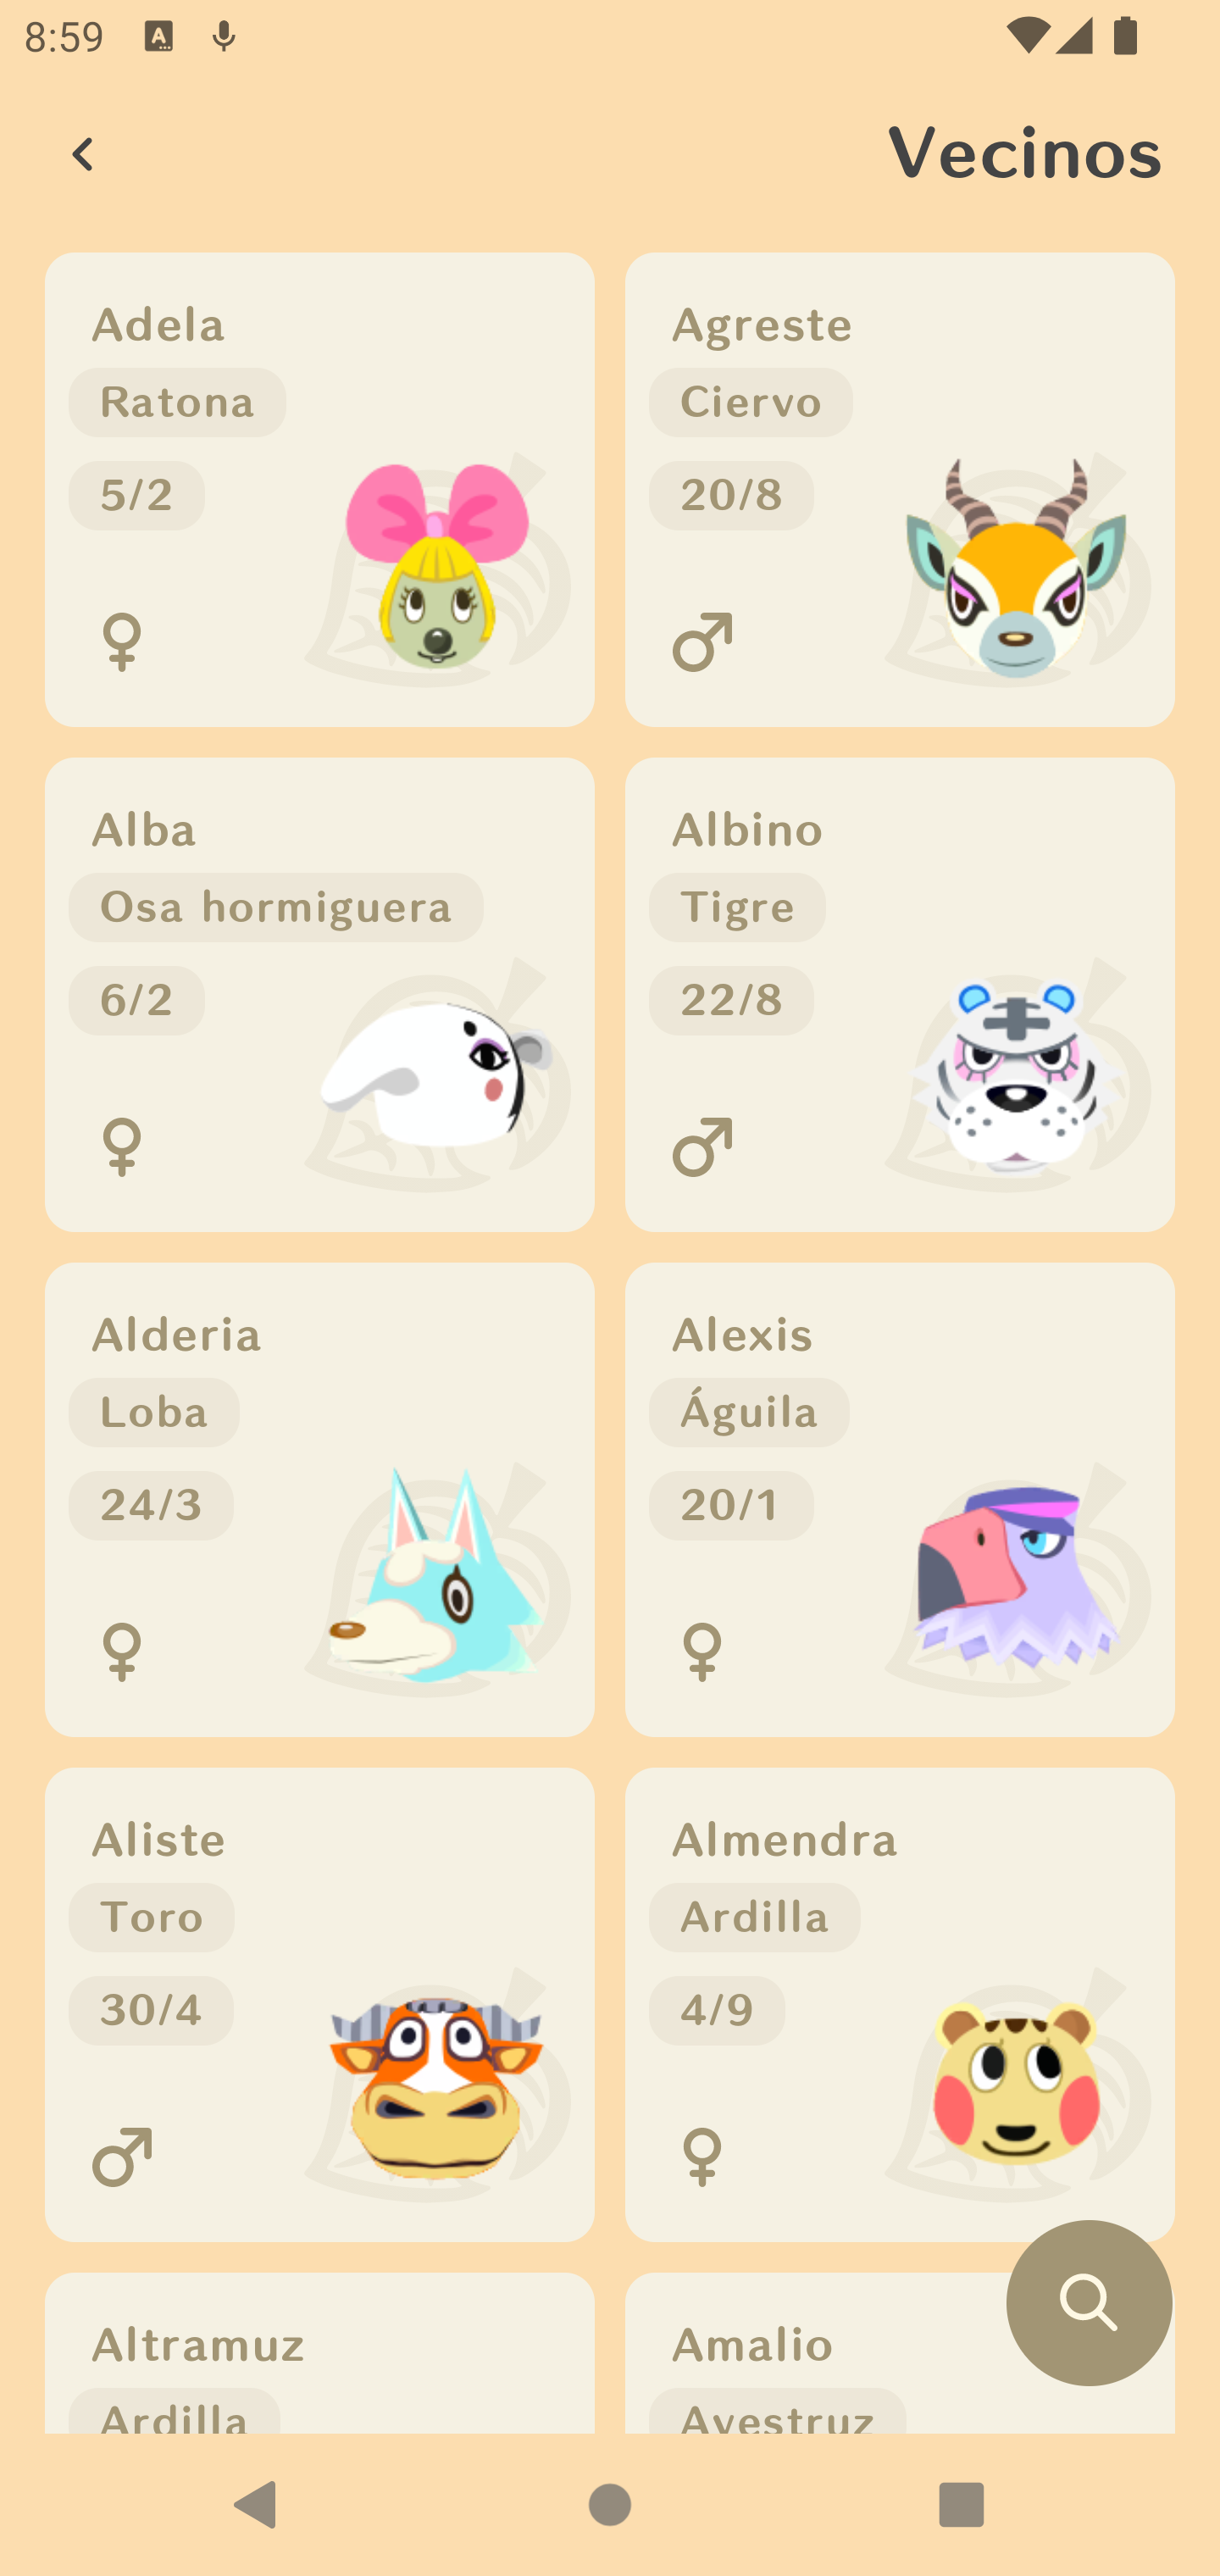 8:59
Vecinos
Adela
Ratona
5/2
Agreste
Ciervo
20/8
Alba
Osa hormiguera
6/2
Albino
Tigre
22/8
Alderia
Loba
24/3
Alexis
Águila
20/1
Aliste
Toro
30/4
Almendra
Ardilla
4/9
Altramuz
Ardilla
Amalio
Avestruz